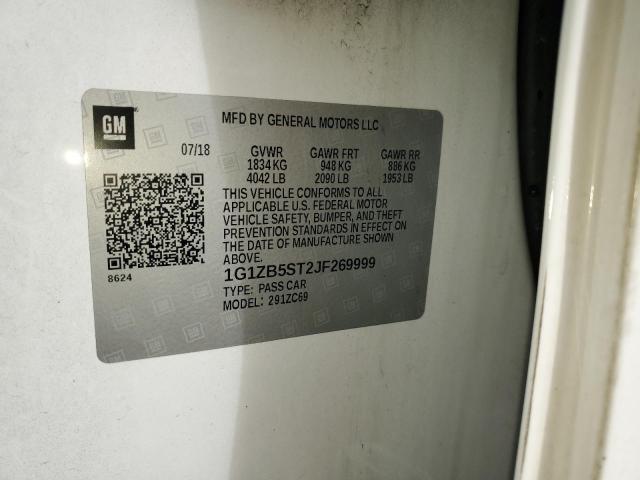 GM
MFD BY GENERAL MOTORS LLC
07/18 GVWR GAWR FRT GAWR RR
1834 KG 948 KG 886 KG
4042 LB 2090 LB 1953 LB
THIS VEHICLE CONFORMS TO ALL
APPLICABLE U.S. FEDERAL MOTOR
VEHICLE SAFETY, BUMPER, AND THEFT
PREVENTION STANDARDS IN EFFECT ON
THE DATE OF MANUFACTURE SHOWN
ABOVE.
8624
1G1ZB5ST2JF269999
TYPE: PASS CAR
MODEL: 291ZC69